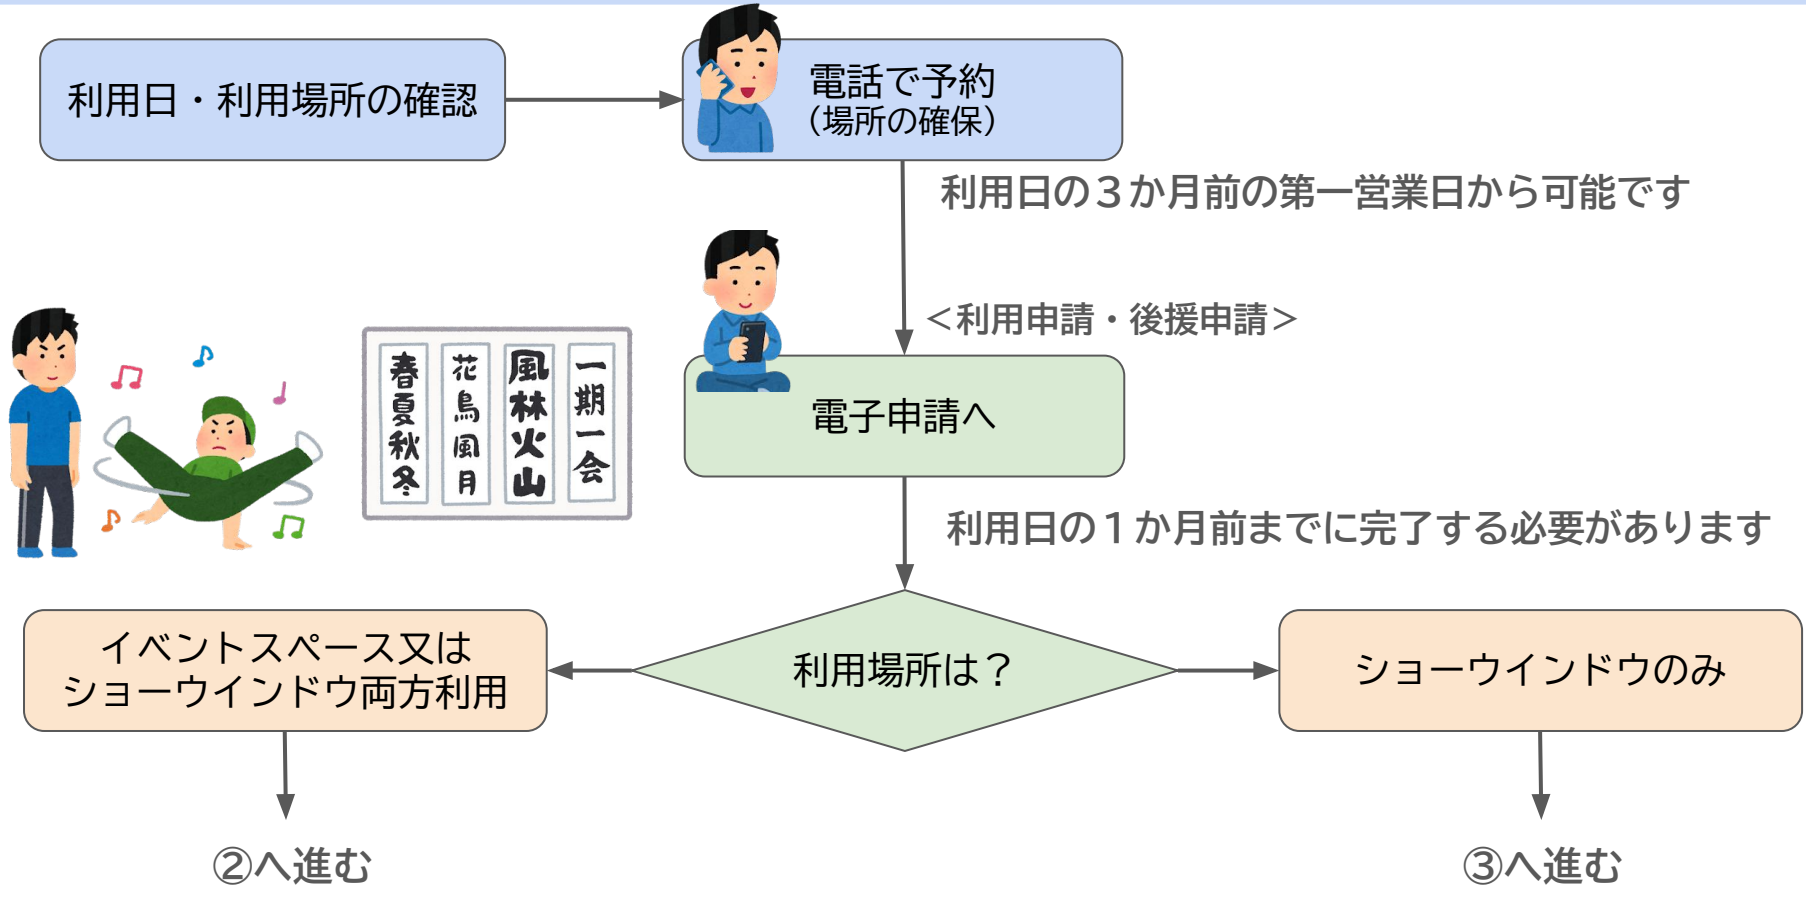 利用日・利用場所の確認
電話で予約
（場所の確保）
利用日の３か月前の第一営業日から可能です
＜利用申請・後援申請＞
電子申請へ
一期一会
風林火山
花鳥風月
春夏秋冬
利用日の１か月前までに完了する必要があります
利用場所は？
イベントスペース又は
ショーウインドウ両方利用
ショーウインドウのみ
②へ進む
③へ進む